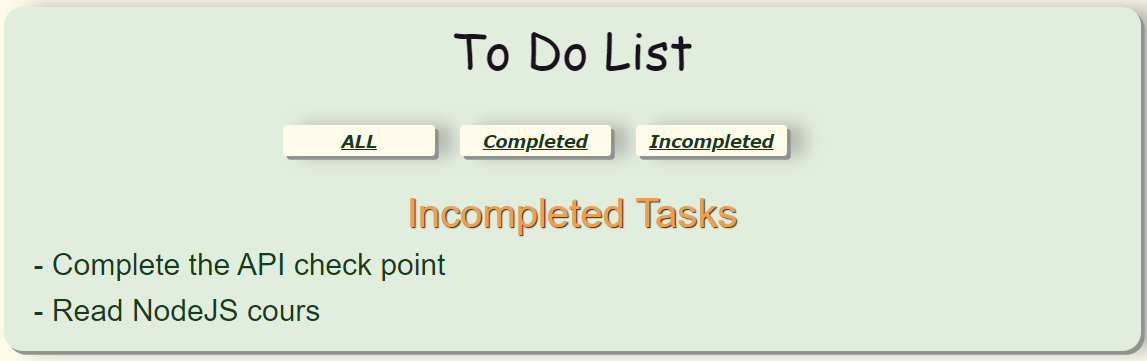 To Do List
ALL Completed Incompleted
Incompleted Tasks
- Complete the API check point
- Read NodeJS cours